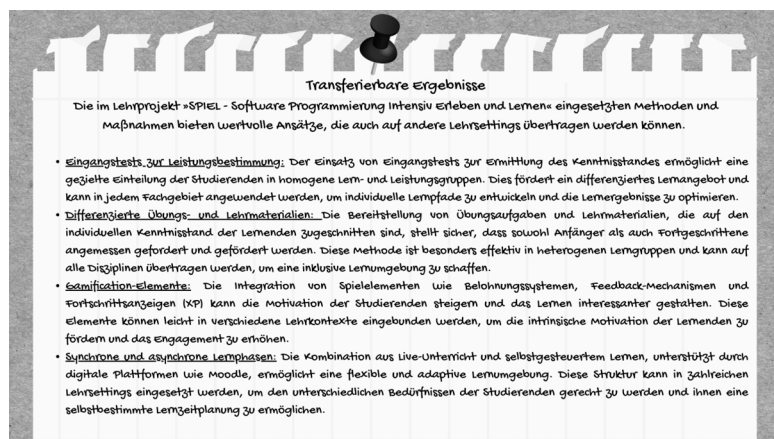 Transferierbare Ergebnisse
Die im Lehrprojekt »SPIEL - Software Programmierung Intensiv Erleben und Lernen« eingesetzten Methoden und
Maßnahmen bieten wertvolle Ansätze, die auch auf andere Lehrsettings übertragen werden können.
• Eingangstests zur Leistungsbestimmung: Der Einsatz von Eingangstests zur Ermittlung des Kenntnisstandes ermöglicht eine
gezielte Einteilung der Studierenden in homogene Lern- und Leistungsgruppen. Dies fördert ein differenziertes Lernangebot und
kann in jedem Fachgebiet angewendet werden, um individuelle Lernpfade zu entwickeln und die Lernergebnisse zu optimieren.
• Differenzierte Übungs- und Lehrmaterialien: Die Bereitstellung von Übungsaufgaben und Lehrmaterialien, die auf den
individuellen Kenntnisstand der Lernenden zugeschnitten sind, stellt sicher, dass sowohl Anfänger als auch Fortgeschrittene
angemessen gefordert und gefördert werden. Diese Methode ist besonders effektiv in heterogenen Lerngruppen und kann auf
alle Disziplinen übertragen werden, um eine inklusive Lernumgebung zu schaffen.
• Gamification-Elemente: Die Integration von Spielelementen wie Belohnungssystemen, Feedback-Mechanismen und
Fortschrittsanzeigen (XP) kann die Motivation der Studierenden steigern und das Lernen interessanter gestalten. Diese
Elemente können leicht in verschiedene Lehrkontexte eingebunden werden, um die intrinsische Motivation der Lernenden zu
fördern und das Engagement zu erhöhen.
• Synchrone und asynchrone Lernphasen: Die Kombination aus Live-Unterricht und selbstgesteuertem Lernen, unterstützt durch
digitale Plattformen wie Moodle, ermöglicht eine flexible und adaptive Lernumgebung. Diese Struktur kann in zahlreichen
Lehrsettings eingesetzt werden, um den unterschiedlichen Bedürfnissen der Studierenden gerecht zu werden und ihnen eine
selbstbestimmte Lernzeitplanung zu ermöglichen.